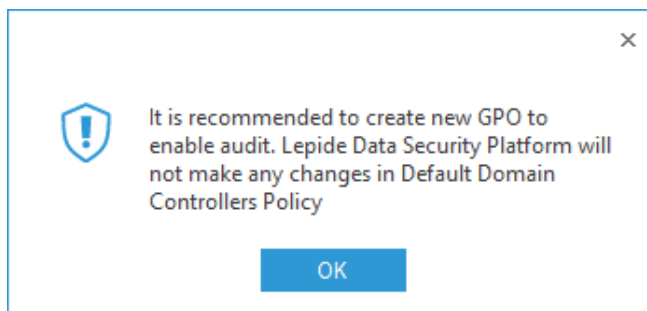 It is recommended to create new GPO to
enable audit. Lepide Data Security Platform will
not make any changes in Default Domain
Controllers Policy
OK